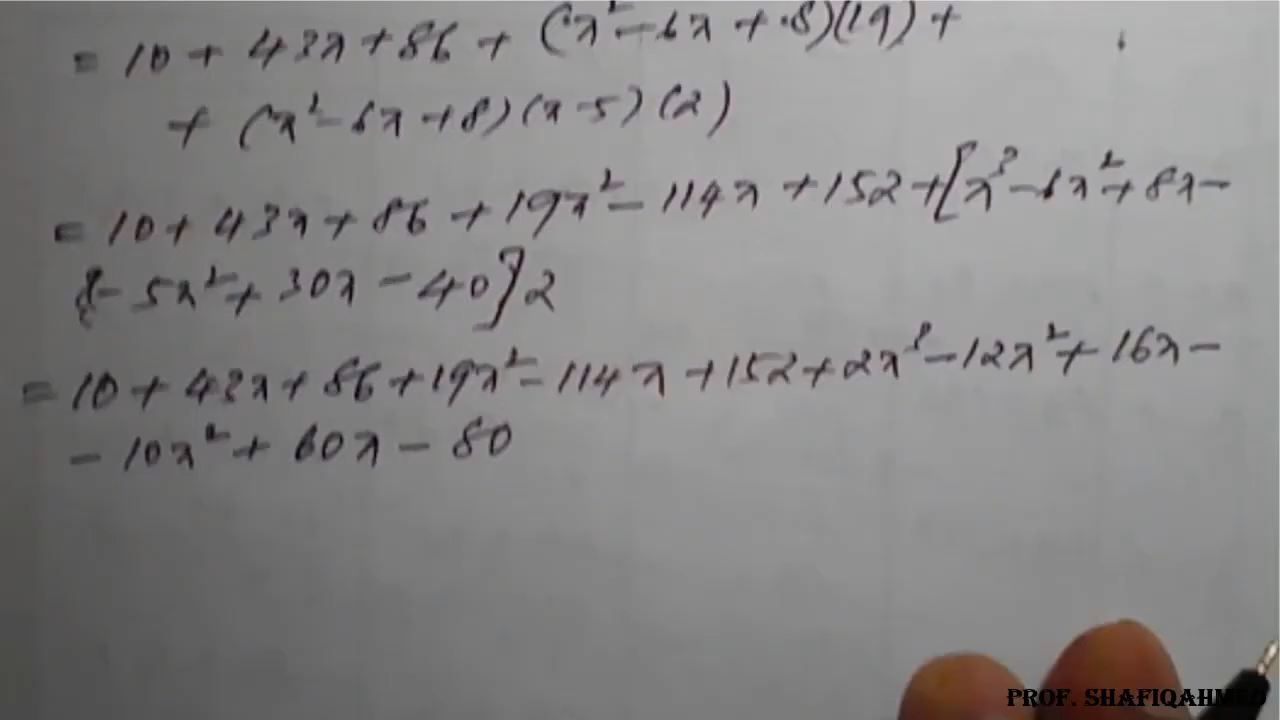 = 10 + 43x + 86 + (x² - 6x + 8)(19) +
+ (x² - 6x + 8)(x - 5)(2)
= 10 + 43x + 86 + 19x² - 114x + 152 + [x³ - 6x² + 8x -
- 5x² + 30x - 40]2
= 10 + 43x + 86 + 19x² - 114x + 152 + 2x³ - 12x² + 16x -
- 10x² + 60x - 80
PROF. SHAFIQAHMED